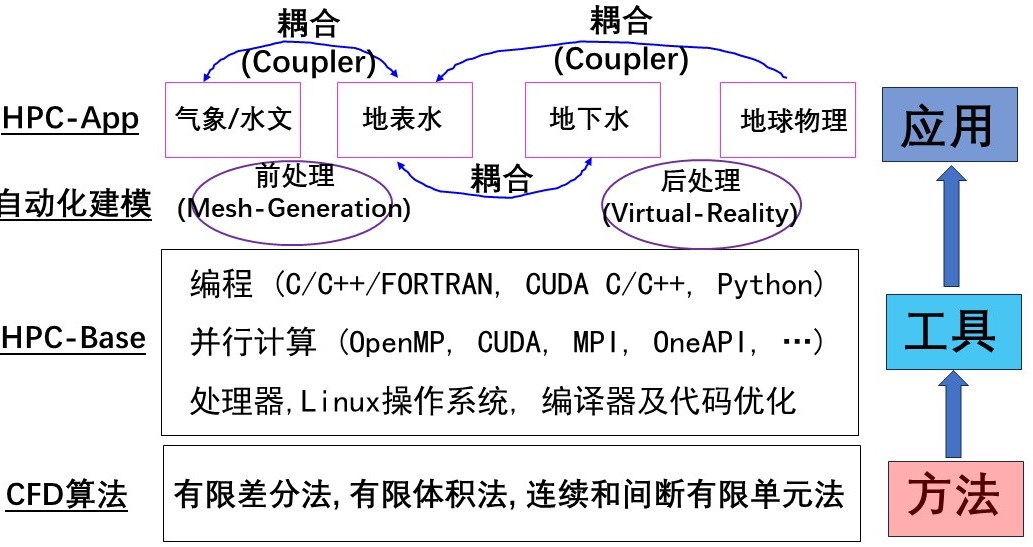 耦合
(Coupler)
耦合
(Coupler)
HPC-App
气象/水文
地表水
地下水
地球物理
应用
自动化建模
前处理
(Mesh-Generation)
耦合
后处理
(Virtual-Reality)
HPC-Base
编程 (C/C++/FORTRAN, CUDA C/C++, Python)
并行计算 (OpenMP, CUDA, MPI, OneAPI, …)
处理器,Linux操作系统, 编译器及代码优化
工具
CFD算法
有限差分法, 有限体积法, 连续和间断有限单元法
方法